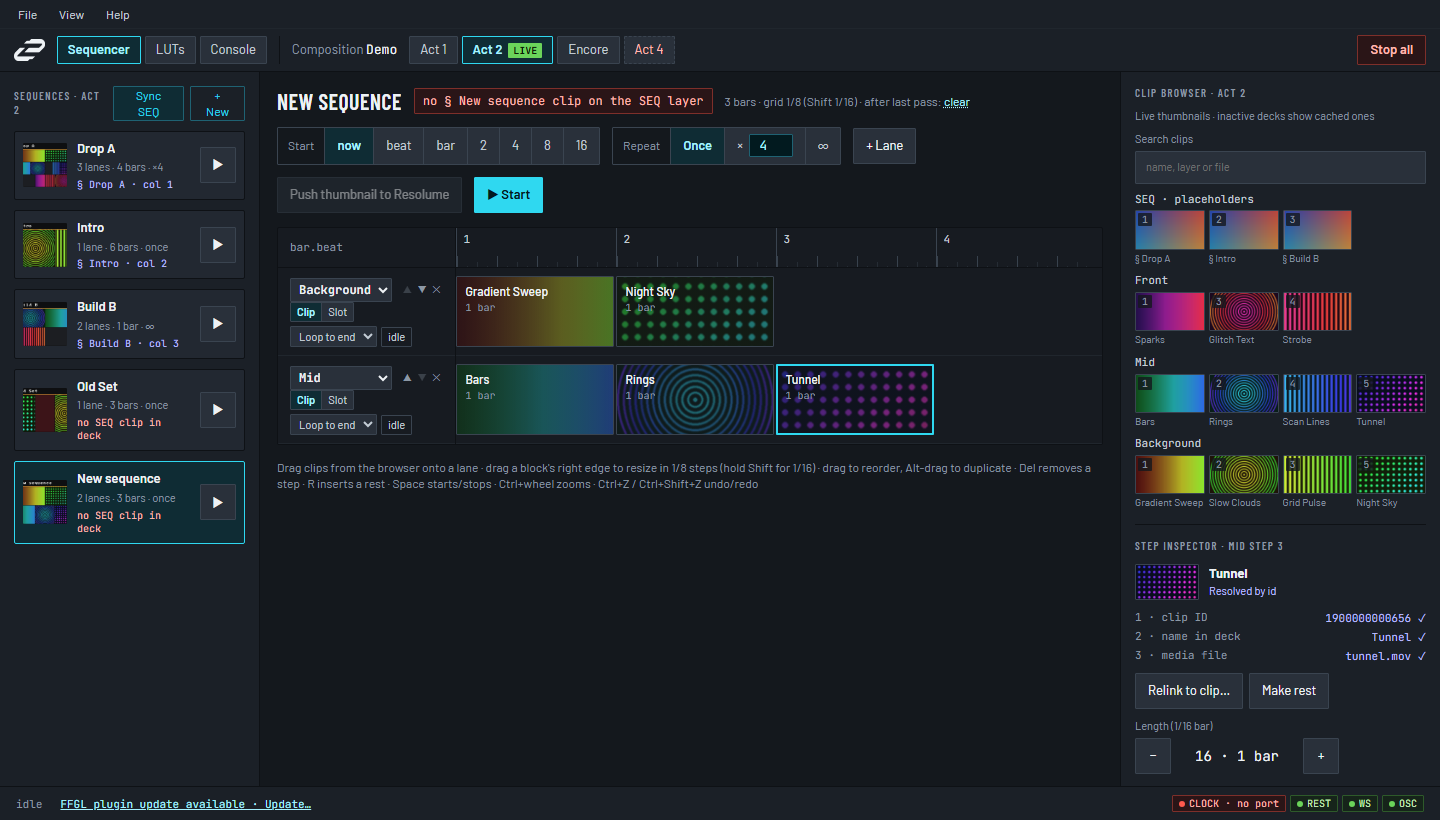 File View Help
Sequencer LUTs Console Composition Demo Act 1 Act 2 LIVE Encore Act 4 Stop all
SEQUENCES · ACT 2
Sync SEQ
+ New
Drop A
3 lanes · 4 bars · ×4
§ Drop A · col 1
Intro
1 lane · 6 bars · once
§ Intro · col 2
Build B
2 lanes · 1 bar · ∞
§ Build B · col 3
Old Set
1 lane · 3 bars · once
no SEQ clip in
deck
New sequence
2 lanes · 3 bars · once
no SEQ clip in
deck
NEW SEQUENCE no § New sequence clip on the SEQ layer 3 bars · grid 1/8 (Shift 1/16) · after last pass: clear
Start now beat bar 2 4 8 16 Repeat Once × 4 ∞ + Lane
Push thumbnail to Resolume ▶ Start
bar.beat 1 2 3 4
Background ▲ ▼ ✕
Clip Slot
Loop to end idle
Gradient Sweep
1 bar
Night Sky
1 bar
Mid ▲ ▼ ✕
Clip Slot
Loop to end idle
Bars
1 bar
Rings
1 bar
Tunnel
1 bar
Drag clips from the browser onto a lane · drag a block's right edge to resize in 1/8 steps (hold Shift for 1/16) · drag to reorder, Alt-drag to duplicate · Del removes a
step · R inserts a rest · Space starts/stops · Ctrl+wheel zooms · Ctrl+Z / Ctrl+Shift+Z undo/redo
CLIP BROWSER · ACT 2
Live thumbnails · inactive decks show cached ones
Search clips
name, layer or file
SEQ · placeholders
1 2 3
§ Drop A § Intro § Build B
Front
1 3 4
Sparks Glitch Text Strobe
Mid
1 2 4 5
Bars Rings Scan Lines Tunnel
Background
1 2 3 5
Gradient Sweep Slow Clouds Grid Pulse Night Sky
STEP INSPECTOR · MID STEP 3
Tunnel
Resolved by id
1 · clip ID 1900000000656 ✓
2 · name in deck Tunnel ✓
3 · media file tunnel.mov ✓
Relink to clip... Make rest
Length (1/16 bar)
− 16 · 1 bar +
idle FFGL plugin update available · Update… CLOCK · no port REST WS OSC